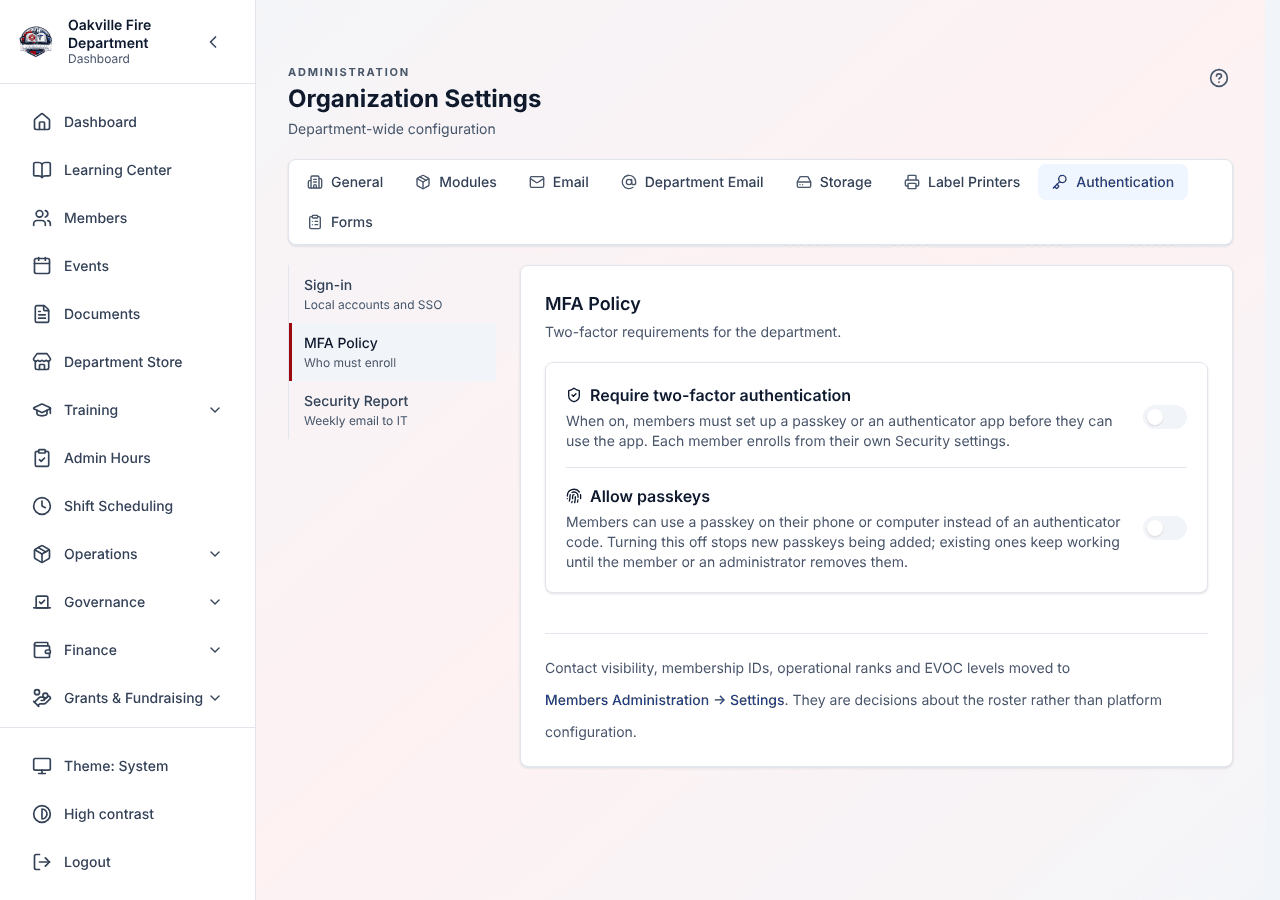 Oakville Fire
Department
Dashboard
Dashboard
Learning Center
Members
Events
Documents
Department Store
Training
Admin Hours
Shift Scheduling
Operations
Governance
Finance
Grants & Fundraising
Theme: System
High contrast
Logout
ADMINISTRATION
Organization Settings
Department-wide configuration
General
Modules
Email
Department Email
Storage
Label Printers
Authentication
Forms
Sign-in
Local accounts and SSO
MFA Policy
Who must enroll
Security Report
Weekly email to IT
MFA Policy
Two-factor requirements for the department.
Require two-factor authentication
When on, members must set up a passkey or an authenticator app before they can
use the app. Each member enrolls from their own Security settings.
Allow passkeys
Members can use a passkey on their phone or computer instead of an authenticator
code. Turning this off stops new passkeys being added; existing ones keep working
until the member or an administrator removes them.
Contact visibility, membership IDs, operational ranks and EVOC levels moved to
Members Administration → Settings. They are decisions about the roster rather than platform
configuration.